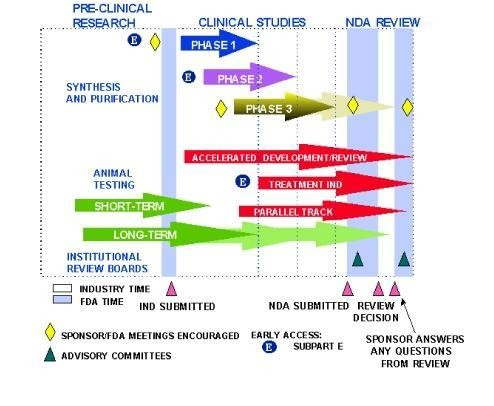 PRE-CLINICAL
RESEARCH
CLINICAL STUDIES
NDA REVIEW
E
PHASE 1
E
PHASE 2
SYNTHESIS
AND PURIFICATION
PHASE 3
ACCELERATED DEVELOPMENT/REVIEW
ANIMAL
TESTING
E
TREATMENT IND
SHORT-TERM
PARALLEL TRACK
LONG-TERM
INSTITUTIONAL
REVIEW BOARDS
INDUSTRY TIME
FDA TIME
IND SUBMITTED
NDA SUBMITTED
REVIEW
DECISION
SPONSOR/FDA MEETINGS ENCOURAGED
ADVISORY COMMITTEES
EARLY ACCESS:
E
SUBPART E
SPONSOR ANSWERS
ANY QUESTIONS
FROM REVIEW